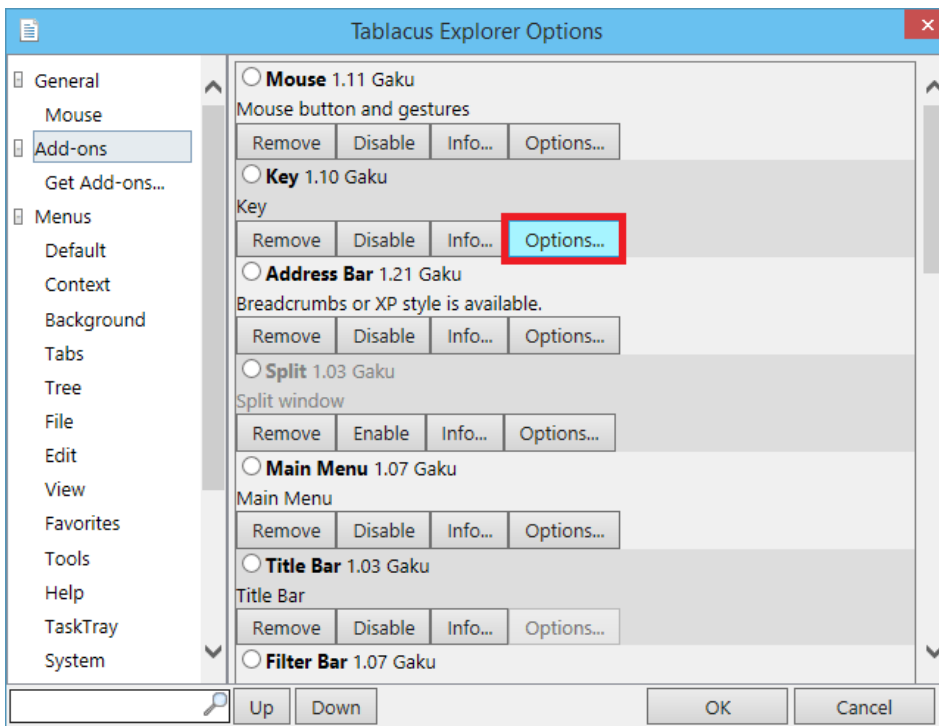 Tablacus Explorer Options
General
Mouse
Add-ons
Get Add-ons...
Menus
Default
Context
Background
Tabs
Tree
File
Edit
View
Favorites
Tools
Help
TaskTray
System
Mouse 1.11 Gaku
Mouse button and gestures
Remove Disable Info... Options...
Key 1.10 Gaku
Key
Remove Disable Info... Options...
Address Bar 1.21 Gaku
Breadcrumbs or XP style is available.
Remove Disable Info... Options...
Split 1.03 Gaku
Split window
Remove Enable Info... Options...
Main Menu 1.07 Gaku
Main Menu
Remove Disable Info... Options...
Title Bar 1.03 Gaku
Title Bar
Remove Disable Info... Options...
Filter Bar 1.07 Gaku
Up Down OK Cancel